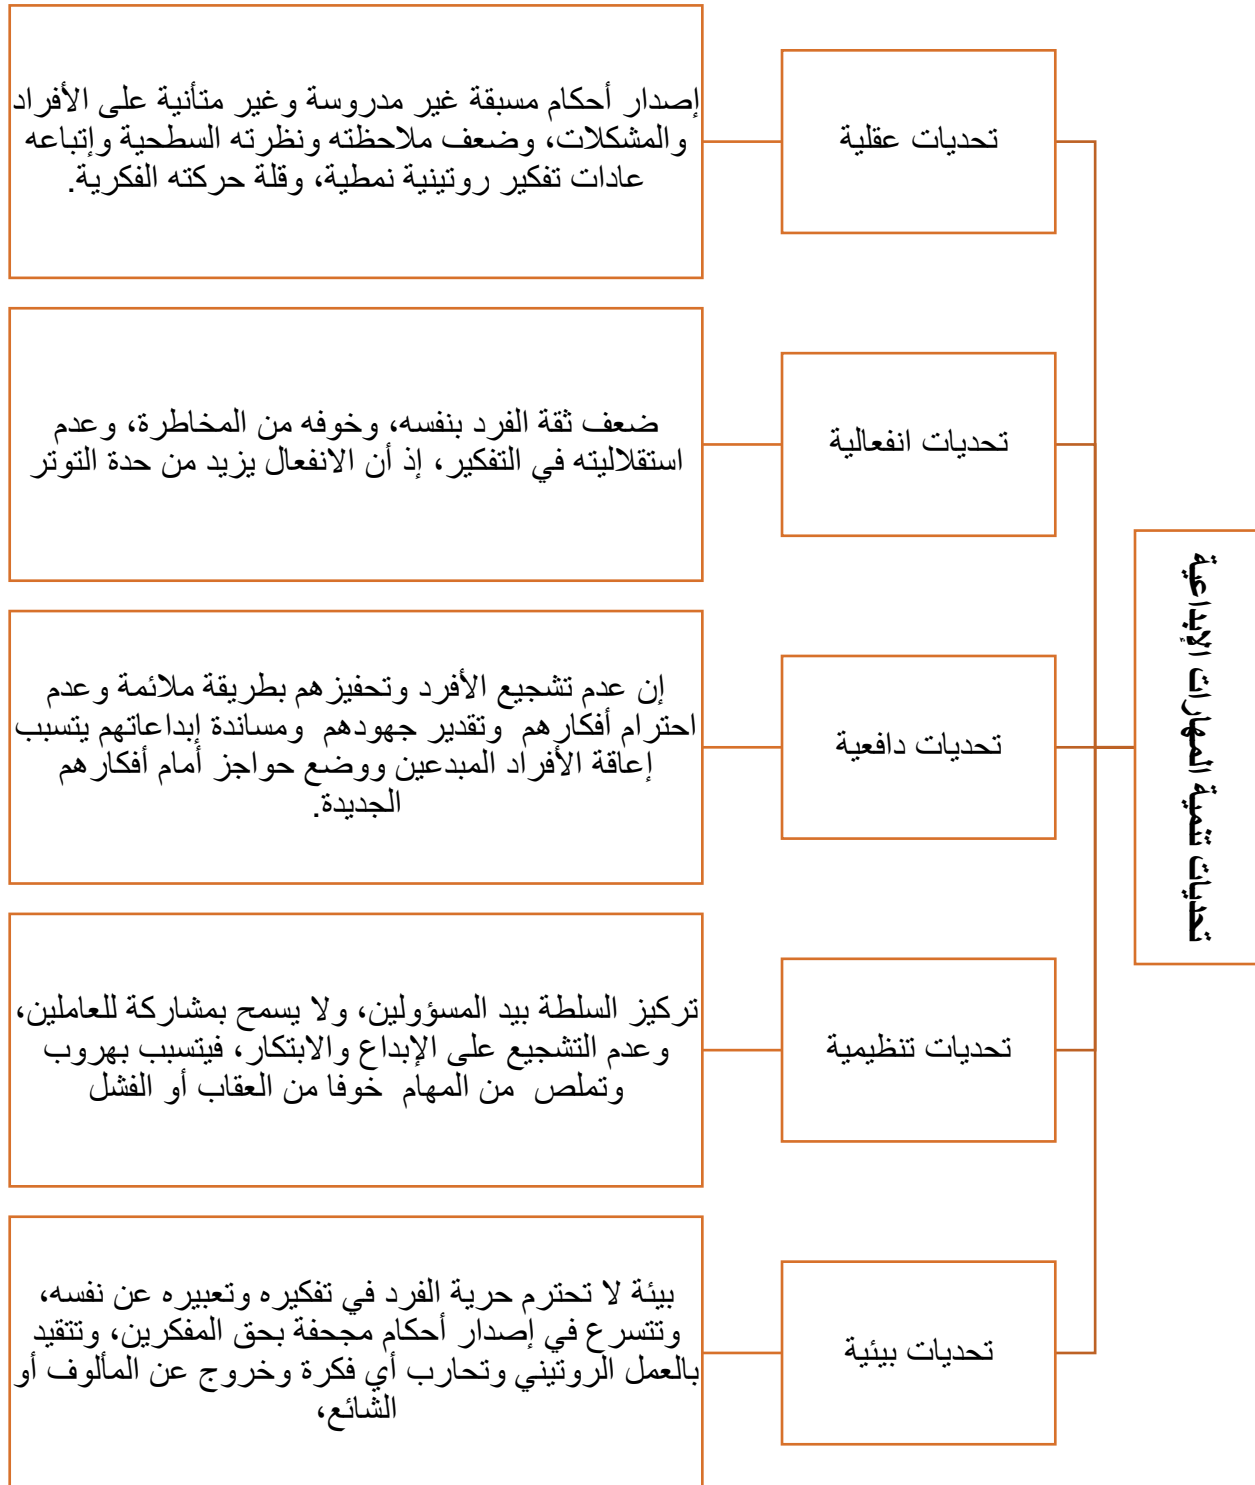 تحديات تنمية المهارات الإبداعية
تحديات عقلية
إصدار أحكام مسبقة غير مدروسة وغير متأنية على الأفراد
والمشكلات، وضعف ملاحظته ونظرته السطحية وإتباعه
عادات تفكير روتينية نمطية، وقلة حركته الفكرية.
تحديات انفعالية
ضعف ثقة الفرد بنفسه، وخوفه من المخاطرة، وعدم
استقلاليته في التفكير، إذ أن الانفعال يزيد من حدة التوتر
تحديات دافعية
إن عدم تشجيع الأفرد وتحفيزهم بطريقة ملائمة وعدم
احترام أفكارهم وتقدير جهودهم ومساندة إبداعاتهم يتسبب
إعاقة الأفراد المبدعين ووضع حواجز أمام أفكارهم
الجديدة.
تحديات تنظيمية
تركيز السلطة بيد المسؤولين، ولا يسمح بمشاركة للعاملين،
وعدم التشجيع على الإبداع والابتكار، فيتسبب بهروب
وتملص من المهام خوفا من العقاب أو الفشل
تحديات بيئية
بيئة لا تحترم حرية الفرد في تفكيره وتعبيره عن نفسه،
وتتسرع في إصدار أحكام مجحفة بحق المفكرين، وتتقيد
بالعمل الروتيني وتحارب أي فكرة وخروج عن المألوف أو
الشائع،